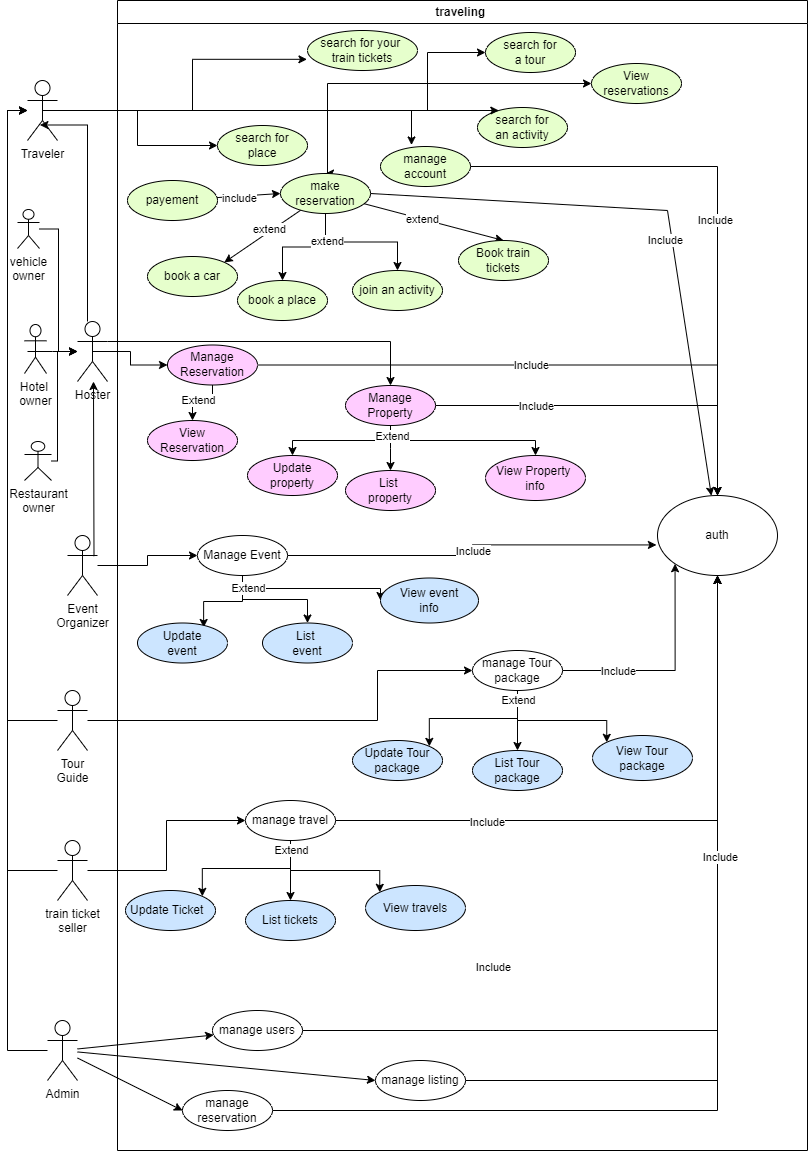 traveling
search for your
train tickets
search for
a tour
View
reservations
search for
an activity
Traveler
search for
place
manage
account
make
reservation
payement
include
extend
extend
extend
Include
Include
vehicle
owner
book a car
book a place
join an activity
Book train
tickets
Hotel
owner
Hoster
Manage
Reservation
Include
Extend
View
Reservation
Manage
Property
Include
Extend
Update
property
List
property
View Property
info
Restaurant
owner
auth
Event
Organizer
Manage Event
Include
Extend
View event
info
Update
event
List
event
Tour
Guide
manage Tour
package
Include
Extend
Update Tour
package
List Tour
package
View Tour
package
manage travel
Include
Extend
Include
train ticket
seller
Update Ticket
List tickets
View travels
Include
Admin
manage users
manage listing
manage
reservation